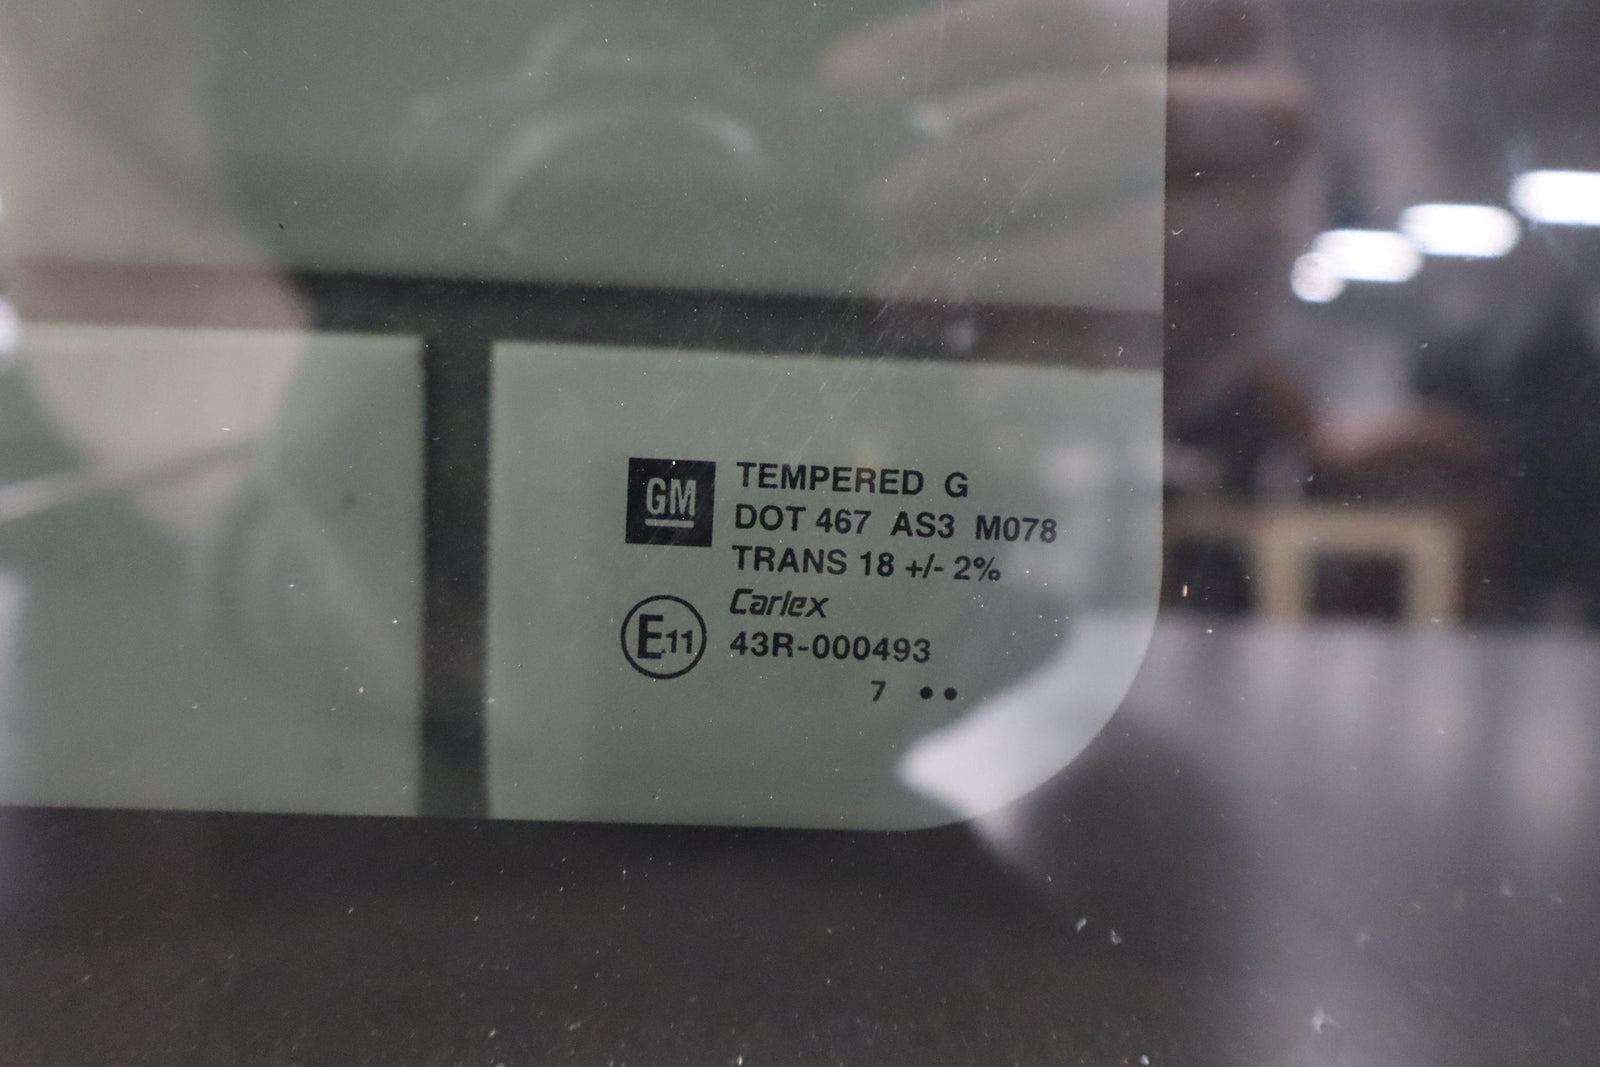 GM
TEMPERED G
DOT 467 AS3 M078
TRANS 18 +/- 2%
Carlex
E11
43R-000493
7 ••